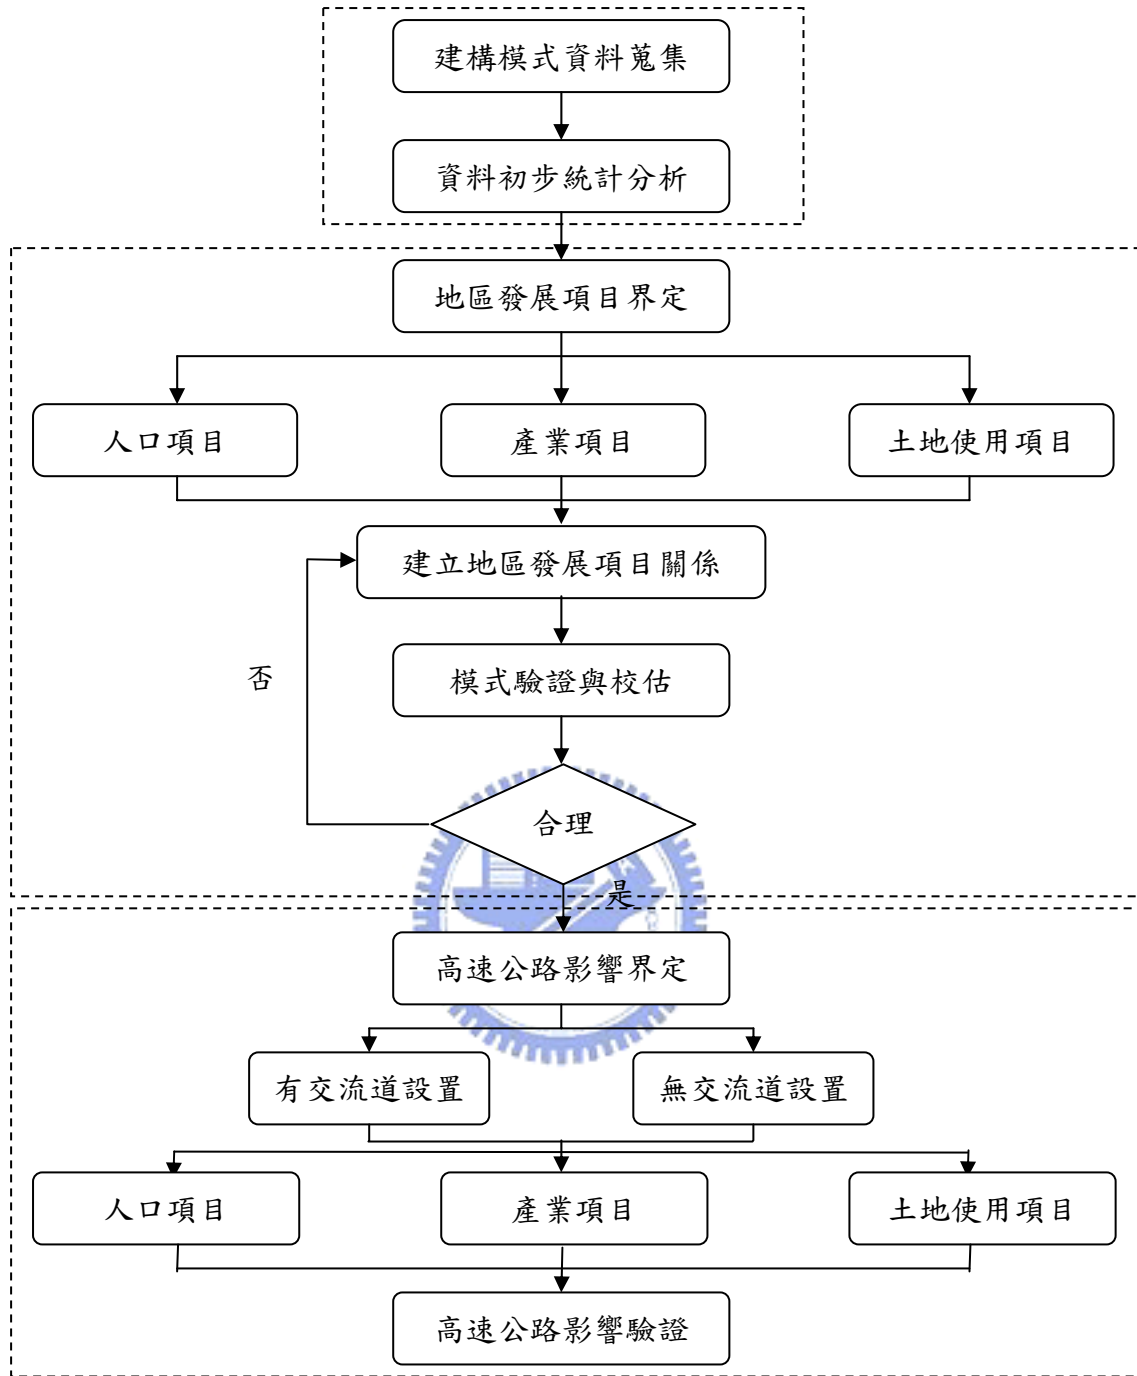 建構模式資料蒐集
資料初步統計分析
地區發展項目界定
人口項目
產業項目
土地使用項目
建立地區發展項目關係
否
模式驗證與校估
合理
是
高速公路影響界定
有交流道設置
無交流道設置
人口項目
產業項目
土地使用項目
高速公路影響驗證